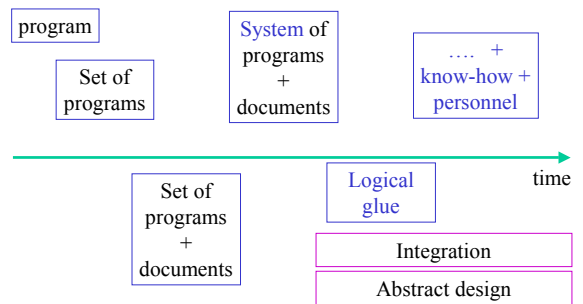 program
Set of
programs
System of
programs
+
documents
…. +
know-how +
personnel
time
Set of
programs
+
documents
Logical
glue
Integration
Abstract design